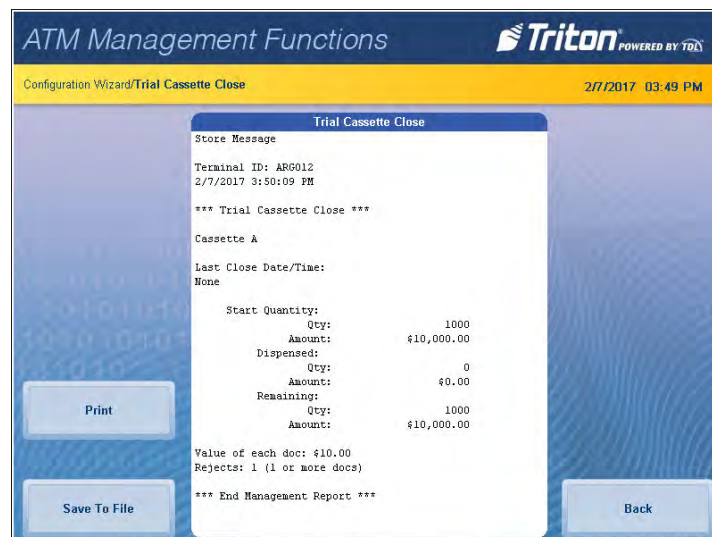 ATM Management Functions
Triton POWERED BY TDL
Configuration Wizard/Trial Cassette Close
2/7/2017 03:49 PM
Trial Cassette Close
Store Message
Terminal ID: ARG012
2/7/2017 3:50:09 PM
*** Trial Cassette Close ***
Cassette A
Last Close Date/Time:
None
Start Quantity:
Qty: 1000
Amount: $10,000.00
Dispensed:
Qty: 0
Amount: $0.00
Remaining:
Qty: 1000
Amount: $10,000.00
Value of each doc: $10.00
Rejects: 1 (1 or more docs)
*** End Management Report ***
Print
Save To File
Back